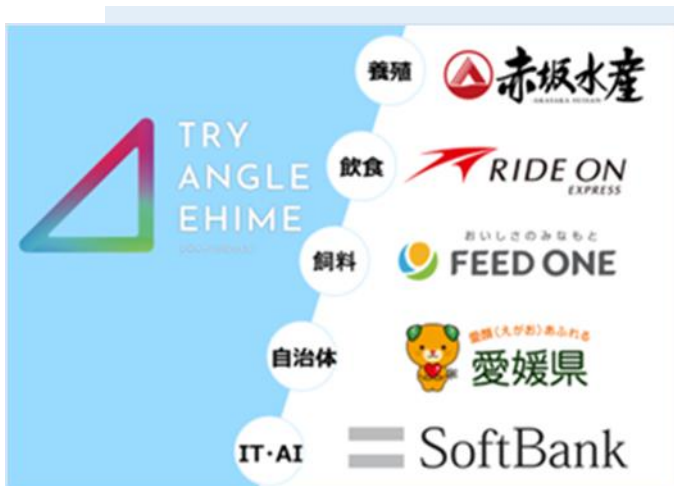 TRY
ANGLE
EHIME
養殖
赤坂水産
AKASAKA SUISAN
飲食
RIDE ON
EXPRESS
飼料
おいしさのみなもと
FEED ONE
自治体
愛顔(えがお)あふれる
愛媛県
IT・AI
SoftBank